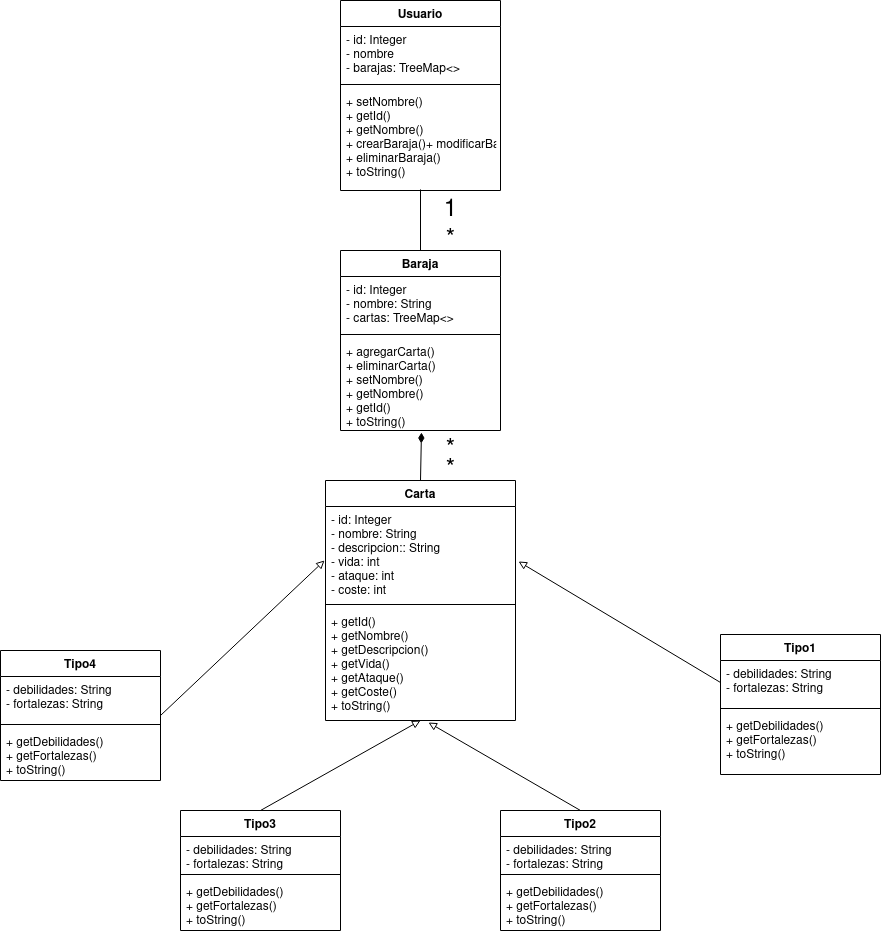 Usuario
- id: Integer
- nombre
- barajas: TreeMap<>
+ setNombre()
+ getId()
+ getNombre()
+ crearBaraja()+ modificarBa
+ eliminarBaraja()
+ toString()
1
*
Baraja
- id: Integer
- nombre: String
- cartas: TreeMap<>
+ agregarCarta()
+ eliminarCarta()
+ setNombre()
+ getNombre()
+ getId()
+ toString()
*
*
Carta
- id: Integer
- nombre: String
- descripcion:: String
- vida: int
- ataque: int
- coste: int
+ getId()
+ getNombre()
+ getDescripcion()
+ getVida()
+ getAtaque()
+ getCoste()
+ toString()
Tipo4
- debilidades: String
- fortalezas: String
+ getDebilidades()
+ getFortalezas()
+ toString()
Tipo1
- debilidades: String
- fortalezas: String
+ getDebilidades()
+ getFortalezas()
+ toString()
Tipo3
- debilidades: String
- fortalezas: String
+ getDebilidades()
+ getFortalezas()
+ toString()
Tipo2
- debilidades: String
- fortalezas: String
+ getDebilidades()
+ getFortalezas()
+ toString()